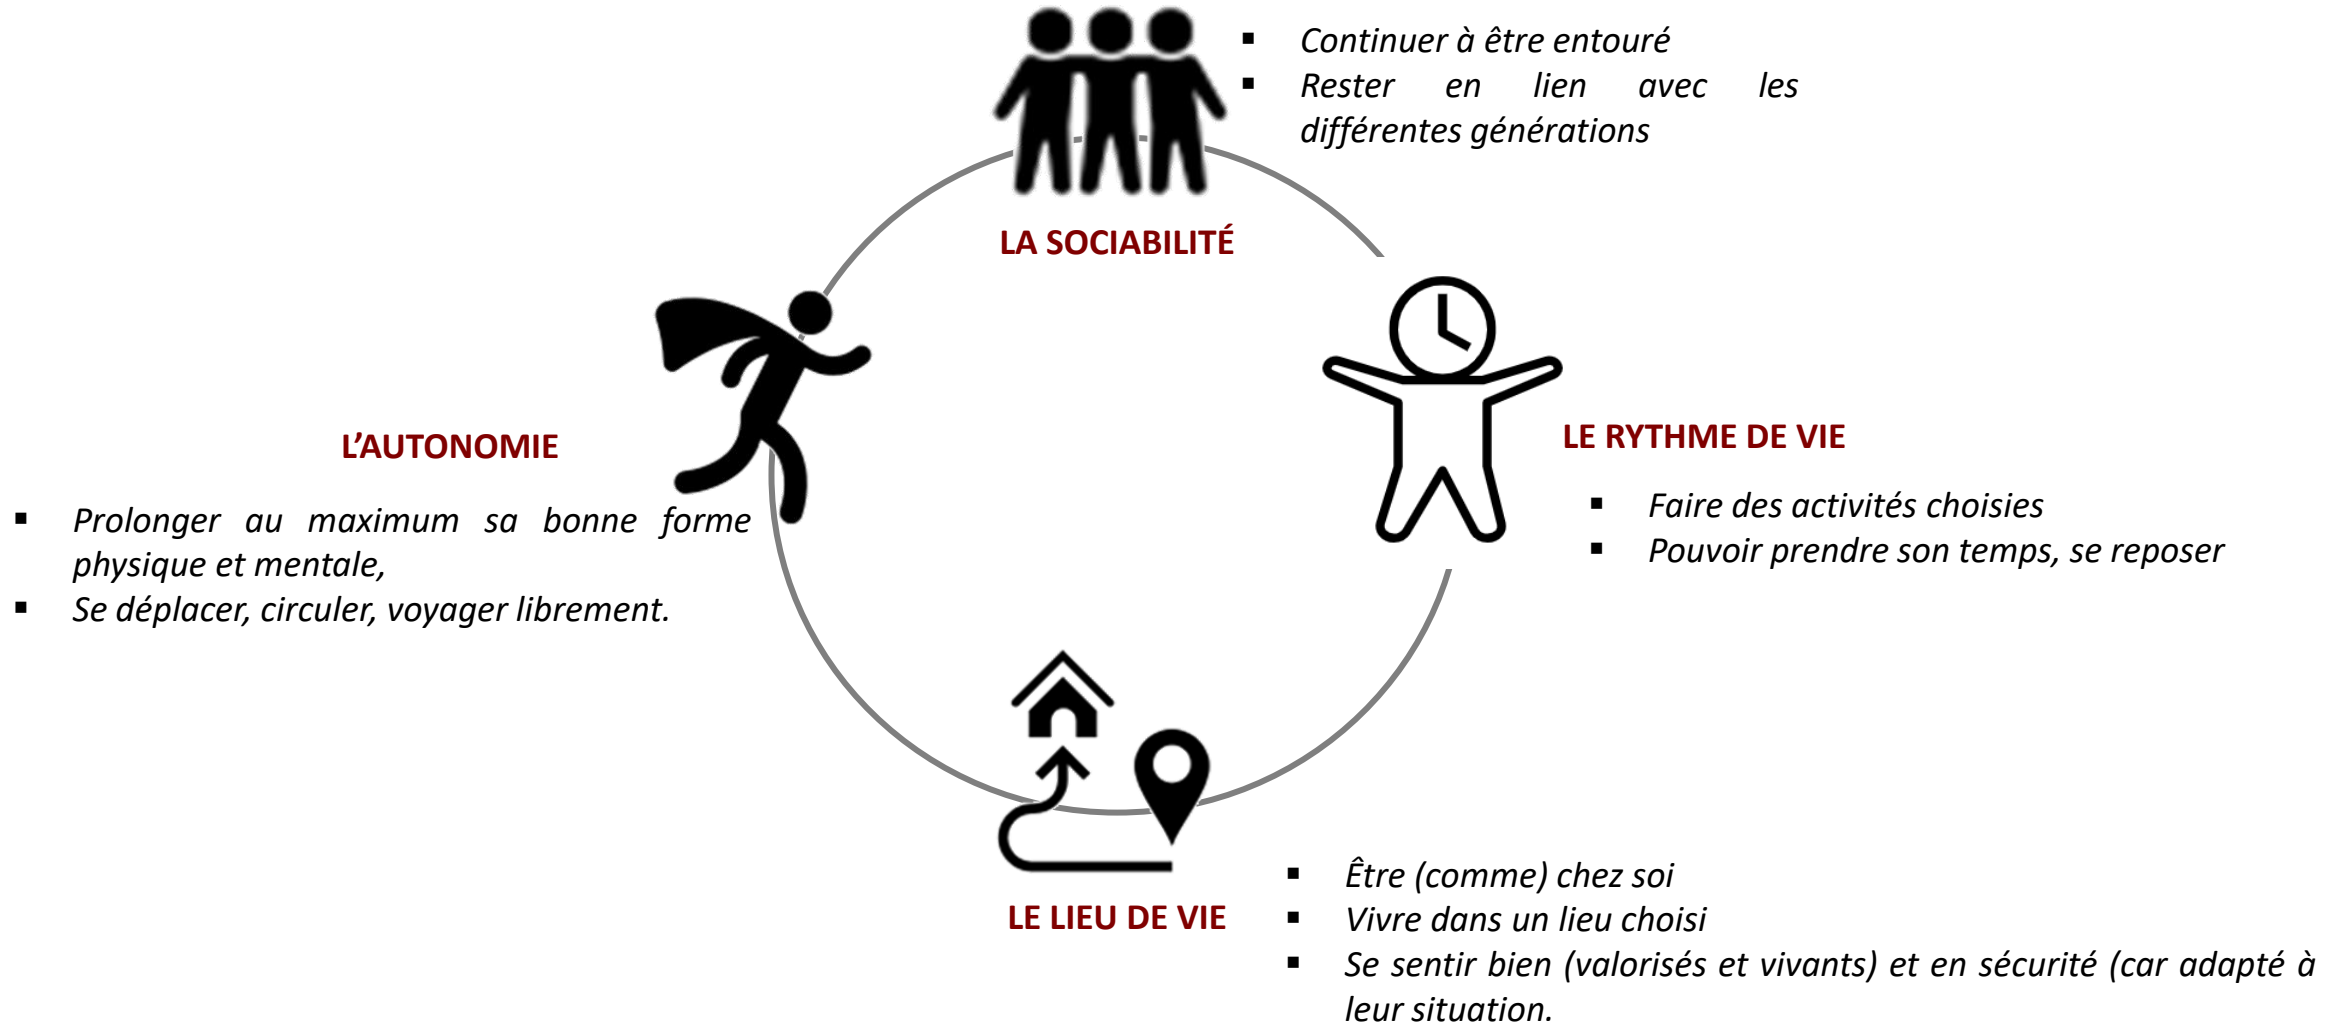 ▪ Continuer à être entouré
▪ Rester en lien avec les
différentes générations
LA SOCIABILITÉ
L’AUTONOMIE
▪ Prolonger au maximum sa bonne forme
physique et mentale,
▪ Se déplacer, circuler, voyager librement.
LE RYTHME DE VIE
▪ Faire des activités choisies
▪ Pouvoir prendre son temps, se reposer
LE LIEU DE VIE
▪ Être (comme) chez soi
▪ Vivre dans un lieu choisi
▪ Se sentir bien (valorisés et vivants) et en sécurité (car adapté à
leur situation.